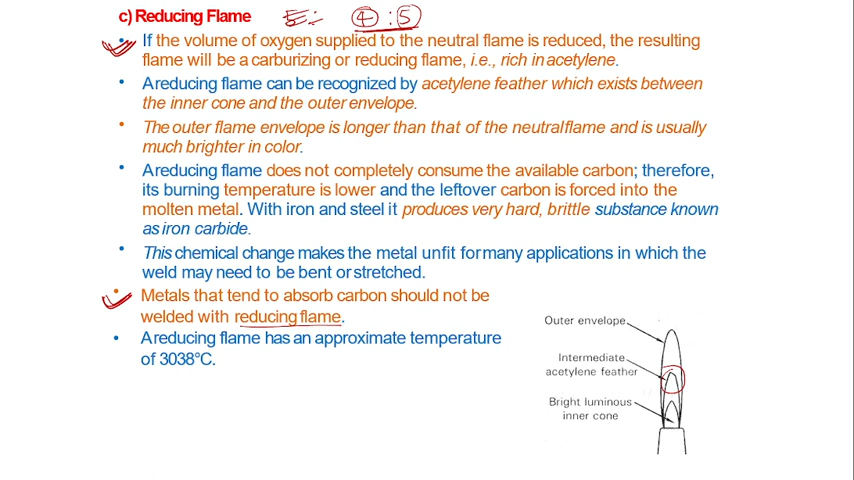 c) Reducing Flame
④ : ⑤
If the volume of oxygen supplied to the neutral flame is reduced, the resulting
flame will be a carburizing or reducing flame, i.e., rich in acetylene.
• Areducing flame can be recognized by acetylene feather which exists between
the inner cone and the outer envelope.
• The outer flame envelope is longer than that of the neutralflame and is usually
much brighter in color.
• Areducing flame does not completely consume the available carbon; therefore,
its burning temperature is lower and the leftover carbon is forced into the
molten metal. With iron and steel it produces very hard, brittle substance known
as iron carbide.
• This chemical change makes the metal unfit for many applications in which the
weld may need to be bent or stretched.
• Metals that tend to absorb carbon should not be
welded with reducing flame.
• Areducing flame has an approximate temperature
of 3038°C.
Outer envelope
Intermediate
acetylene feather
Bright luminous
inner cone